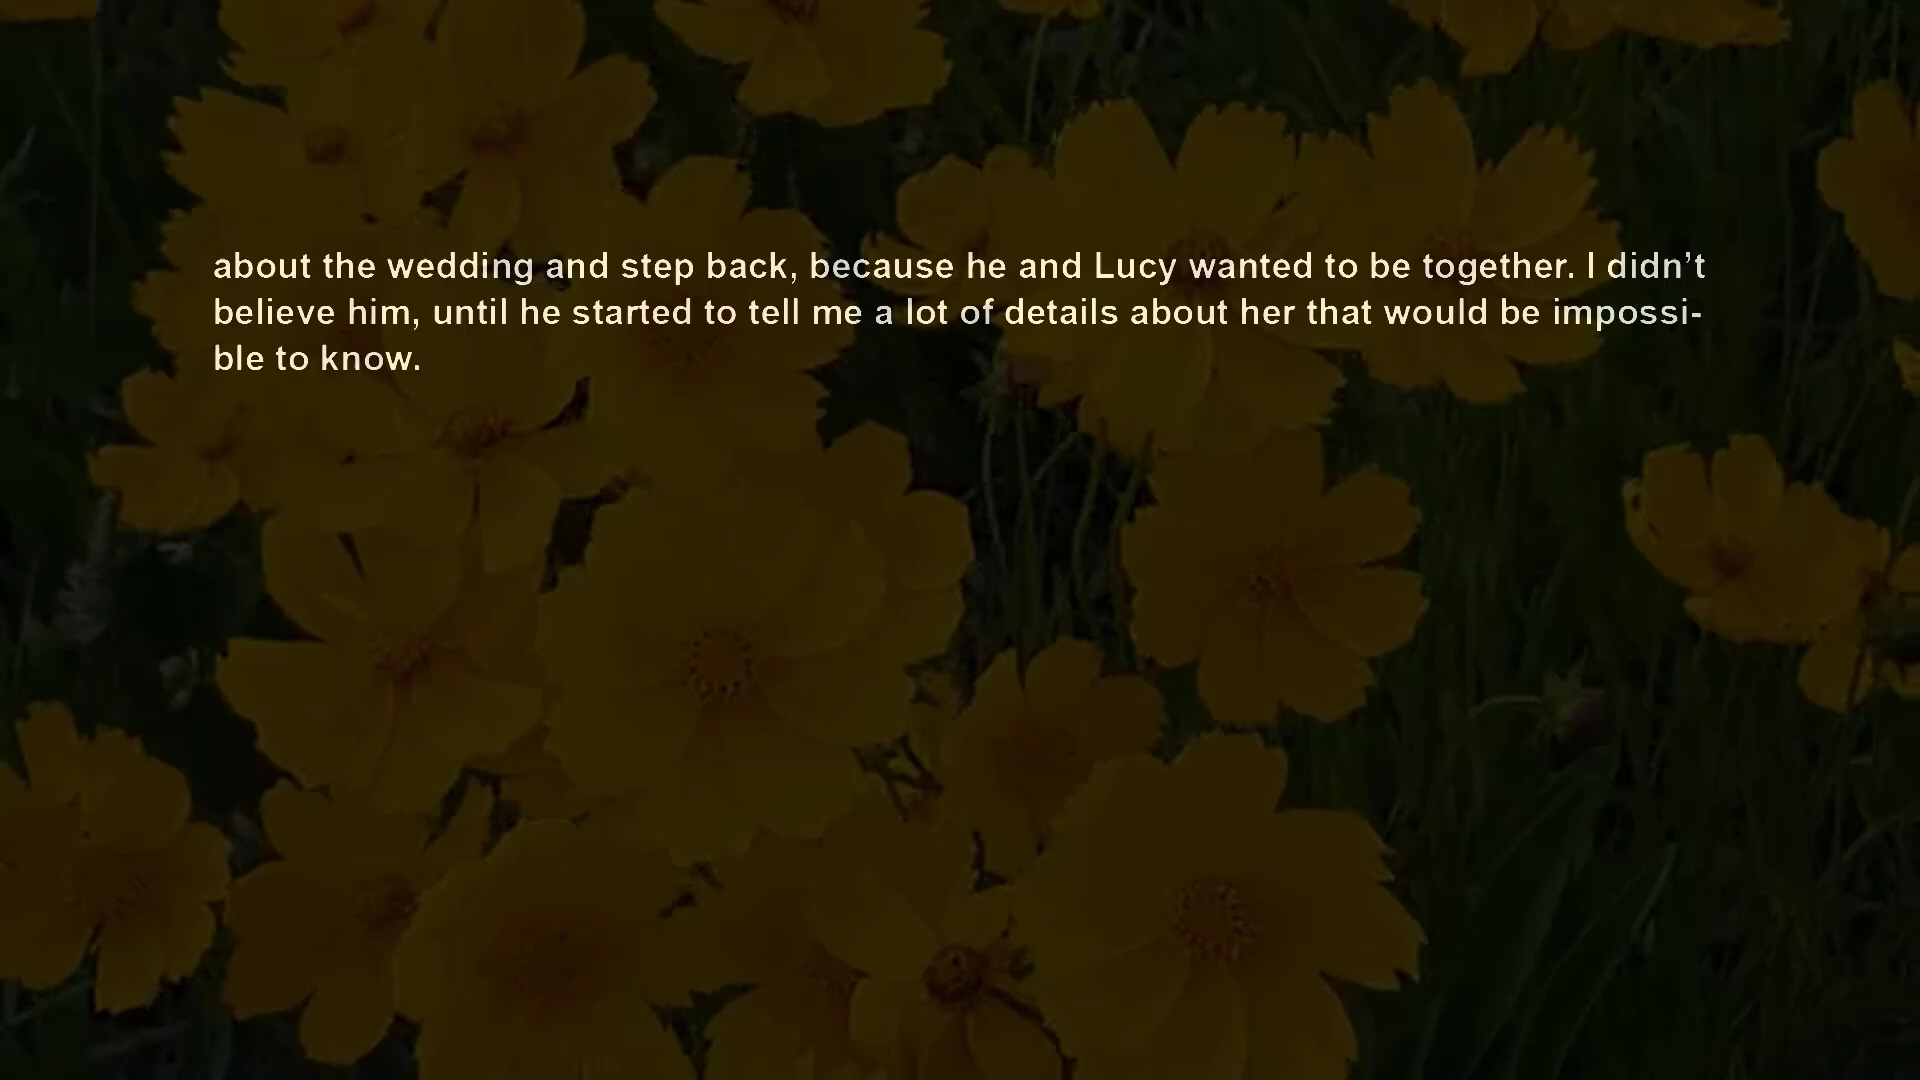 about the wedding and step back, because he and Lucy wanted to be together. I didn’t
believe him, until he started to tell me a lot of details about her that would be impossi-
ble to know.